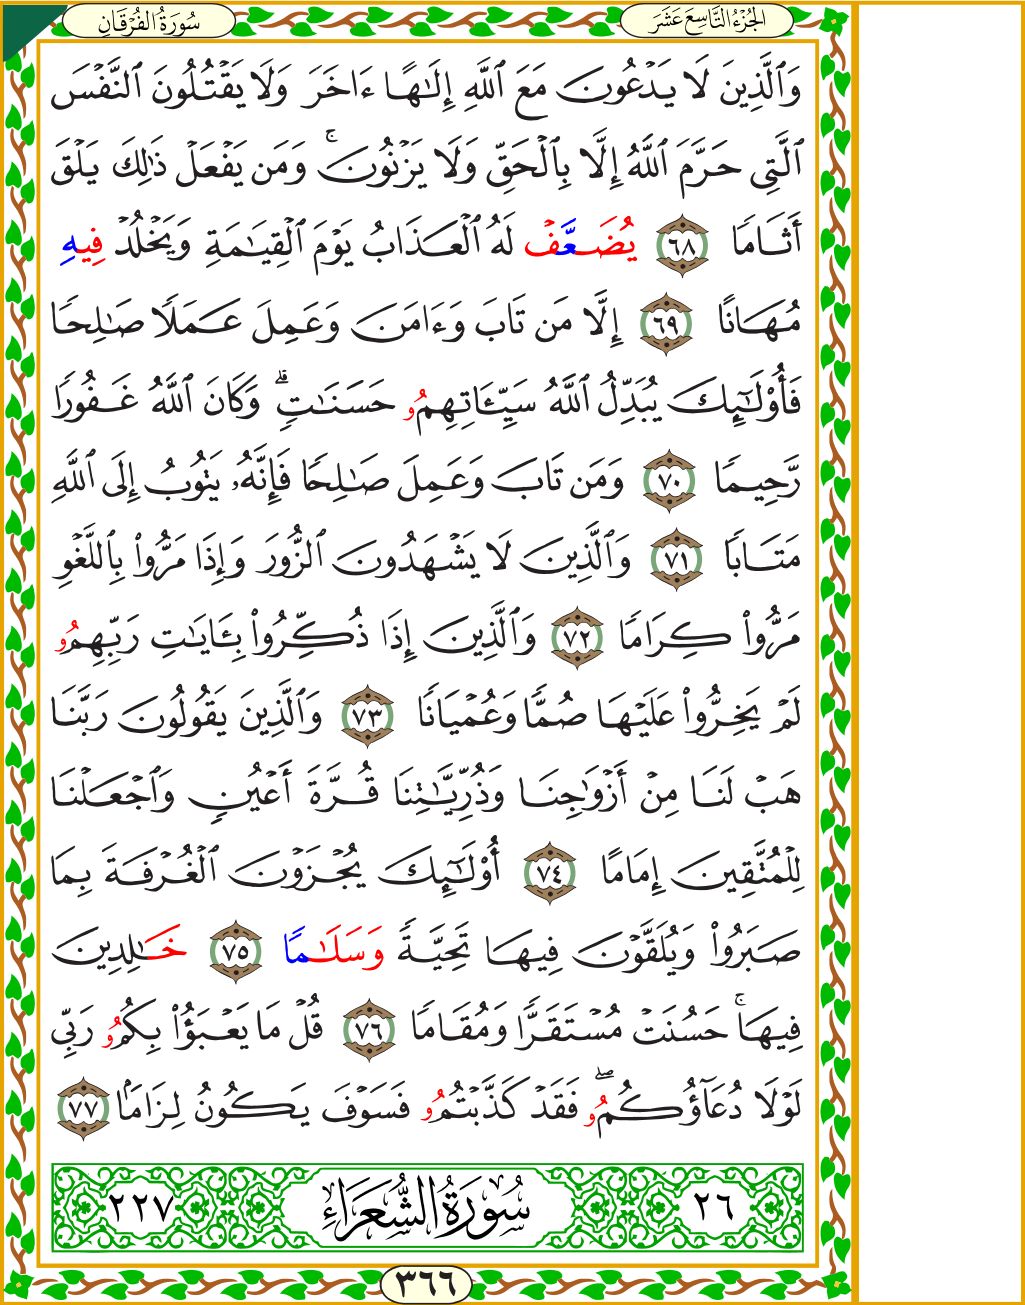 الجُزْءُ التَّاسِعَ عَشَرَ
سُورَةُ الفُرْقَانِ
وَٱلَّذِينَ لَا يَدْعُونَ مَعَ ٱللَّهِ إِلَٰهًا ءَاخَرَ وَلَا يَقْتُلُونَ ٱلنَّفْسَ
ٱلَّتِى حَرَّمَ ٱللَّهُ إِلَّا بِٱلْحَقِّ وَلَا يَزْنُونَۚ وَمَن يَفْعَلْ ذَٰلِكَ يَلْقَ
أَثَامًا ٦٨ يُضَعَّفْ لَهُ ٱلْعَذَابُ يَوْمَ ٱلْقِيَٰمَةِ وَيَخْلُدْ فِيهِ
مُهَانًا ٦٩ إِلَّا مَن تَابَ وَءَامَنَ وَعَمِلَ عَمَلًا صَٰلِحًا
فَأُوْلَٰٓئِكَ يُبَدِّلُ ٱللَّهُ سَيِّـَٔاتِهِمُو حَسَنَٰتٍۗ وَكَانَ ٱللَّهُ غَفُورًا
رَّحِيمًا ٧٠ وَمَن تَابَ وَعَمِلَ صَٰلِحًا فَإِنَّهُۥ يَتُوبُ إِلَى ٱللَّهِ
مَتَابًا ٧١ وَٱلَّذِينَ لَا يَشْهَدُونَ ٱلزُّورَ وَإِذَا مَرُّواْ بِٱللَّغْوِ
مَرُّواْ كِرَامًا ٧٢ وَٱلَّذِينَ إِذَا ذُكِّرُواْ بِـَٔايَٰتِ رَبِّهِمُو
لَمْ يَخِرُّواْ عَلَيْهَا صُمًّا وَعُمْيَانًا ٧٣ وَٱلَّذِينَ يَقُولُونَ رَبَّنَا
هَبْ لَنَا مِنْ أَزْوَٰجِنَا وَذُرِّيَّٰتِنَا قُرَّةَ أَعْيُنٍ وَٱجْعَلْنَا
لِلْمُتَّقِينَ إِمَامًا ٧٤ أُوْلَٰٓئِكَ يُجْزَوْنَ ٱلْغُرْفَةَ بِمَا
صَبَرُواْ وَيُلَقَّوْنَ فِيهَا تَحِيَّةً وَسَلَٰمًا ٧٥ خَٰلِدِينَ
فِيهَاۚ حَسُنَتْ مُسْتَقَرًّا وَمُقَامًا ٧٦ قُلْ مَا يَعْبَؤُاْ بِكُمُو رَبِّى
لَوْلَا دُعَآؤُكُمُوۖ فَقَدْ كَذَّبْتُمُو فَسَوْفَ يَكُونُ لِزَامًۢا ٧٧
٢٦ سُورَةُ الشُّعَرَاءِ ٢٢٧
٣٦٦